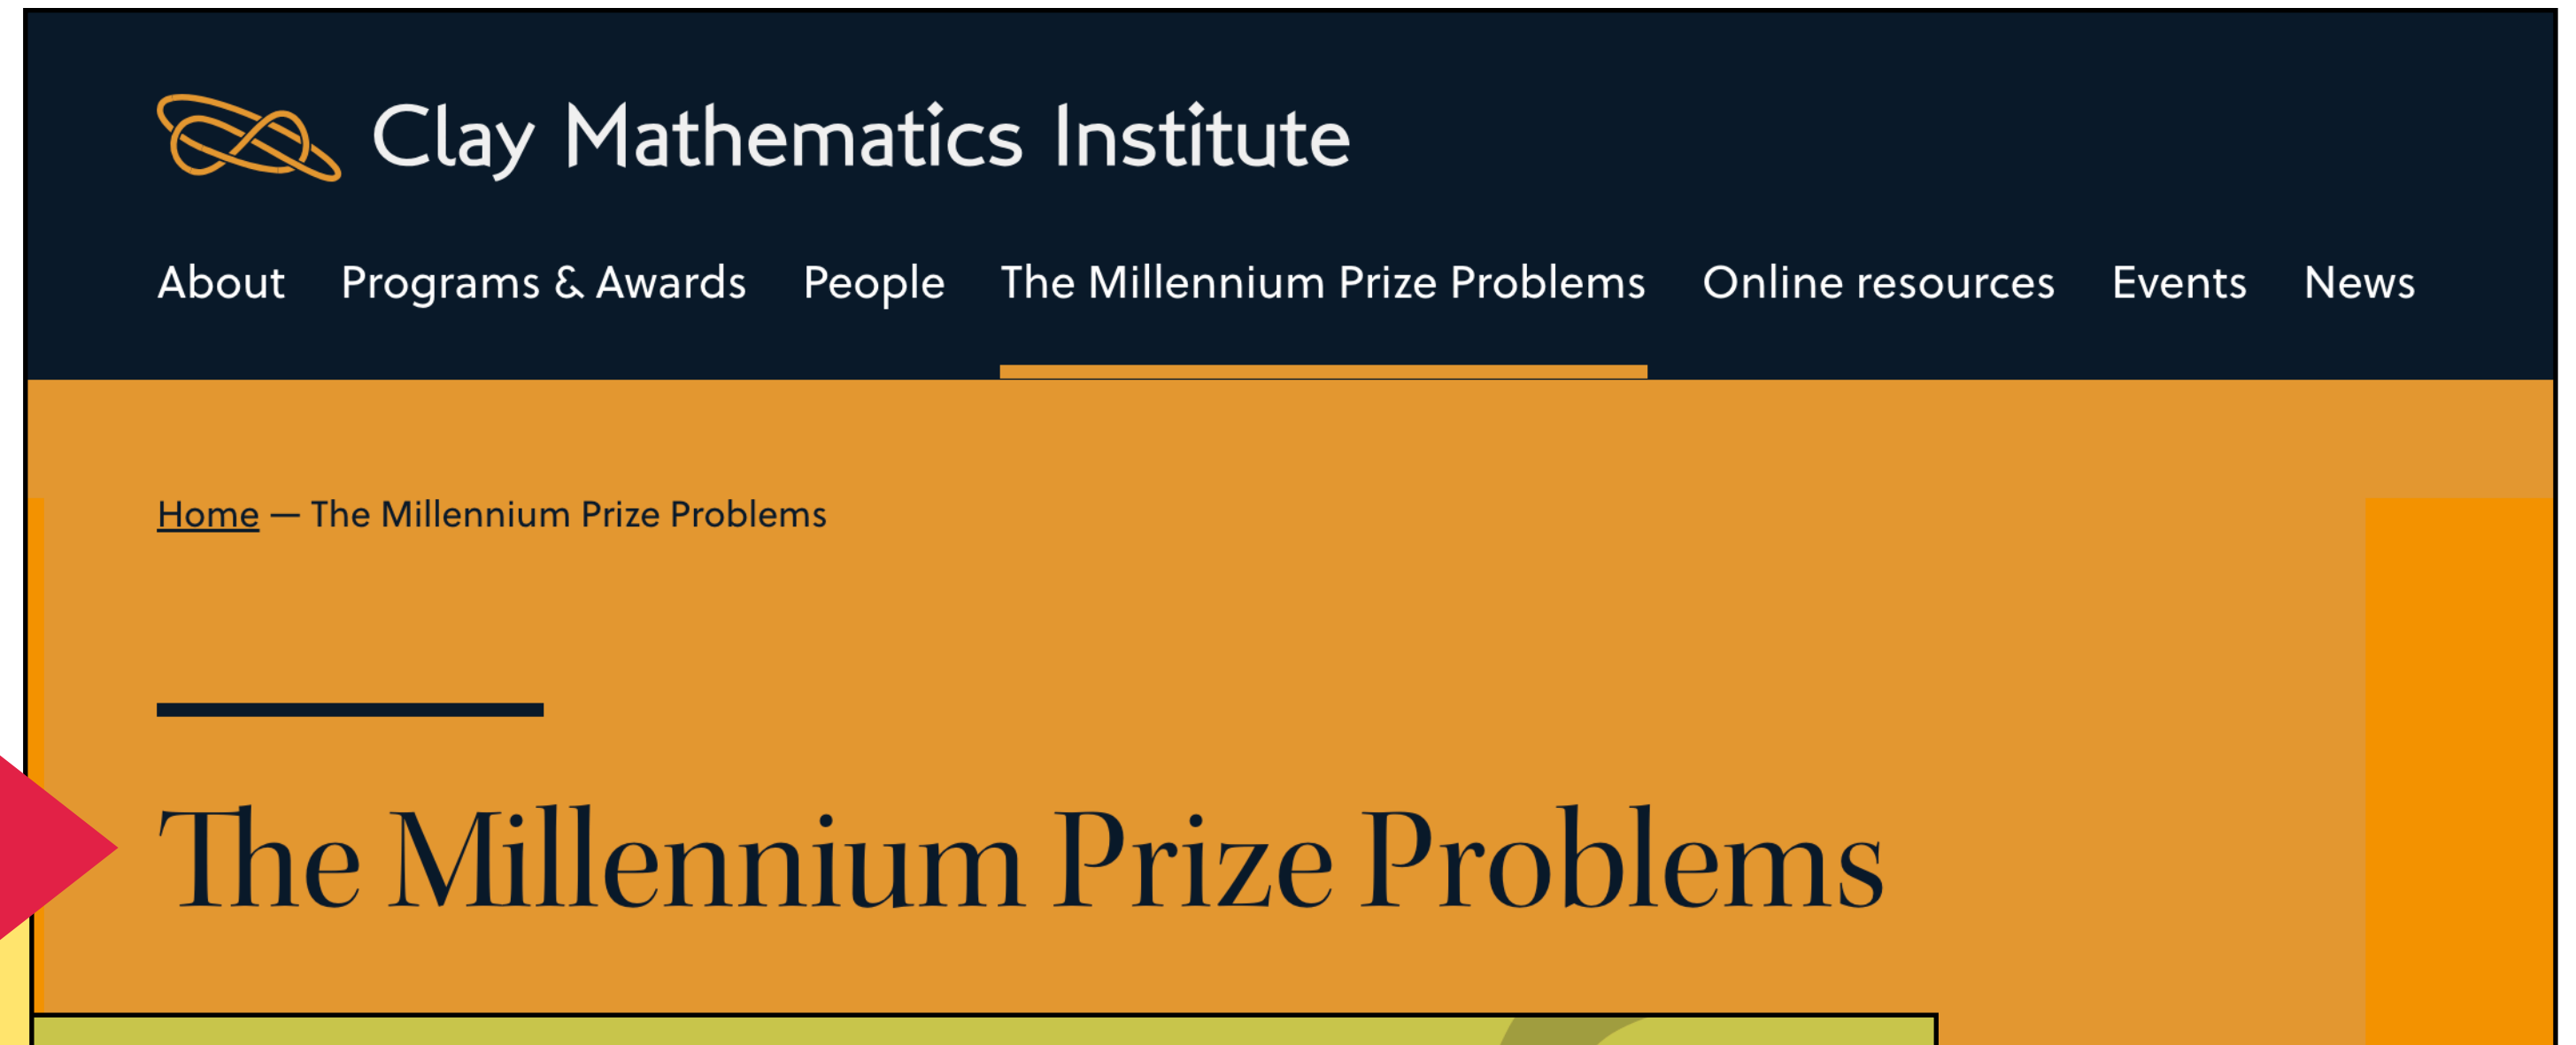 Clay Mathematics Institute
About Programs & Awards People The Millennium Prize Problems Online resources Events News
Home — The Millennium Prize Problems
The Millennium Prize Problems